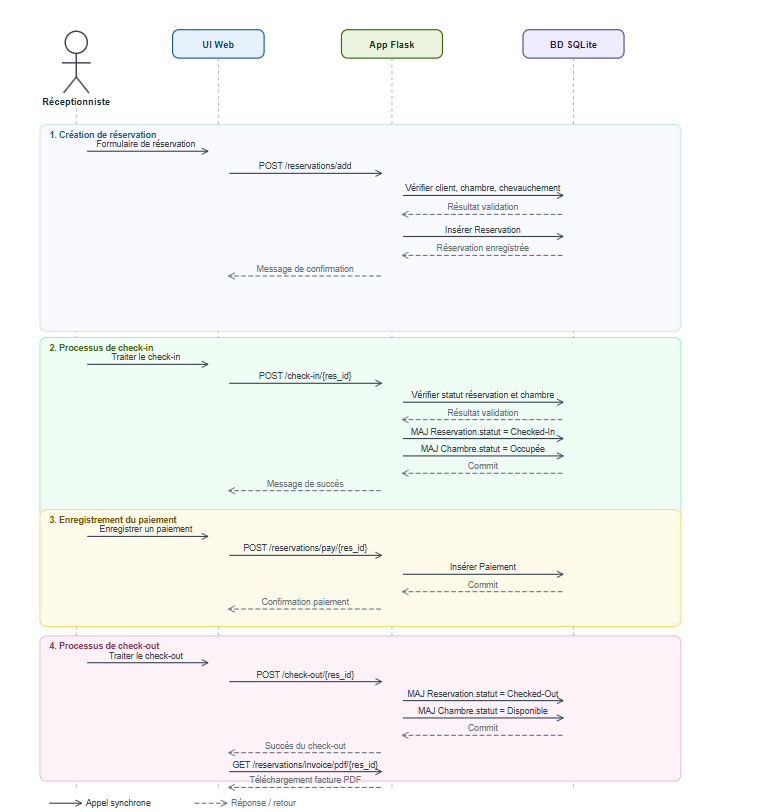 UI Web
App Flask
BD SQLite
Réceptionniste
1. Création de réservation
Formulaire de réservation
POST /reservations/add
Vérifier client, chambre, chevauchement
Résultat validation
Insérer Reservation
Réservation enregistrée
Message de confirmation
2. Processus de check-in
Traiter le check-in
POST /check-in/{res_id}
Vérifier statut réservation et chambre
Résultat validation
MAJ Reservation.statut = Checked-In
MAJ Chambre.statut = Occupée
Commit
Message de succès
3. Enregistrement du paiement
Enregistrer un paiement
POST /reservations/pay/{res_id}
Insérer Paiement
Commit
Confirmation paiement
4. Processus de check-out
Traiter le check-out
POST /check-out/{res_id}
MAJ Reservation.statut = Checked-Out
MAJ Chambre.statut = Disponible
Commit
Succès du check-out
GET /reservations/invoice/pdf/{res_id}
Téléchargement facture PDF
Appel synchrone
Réponse / retour